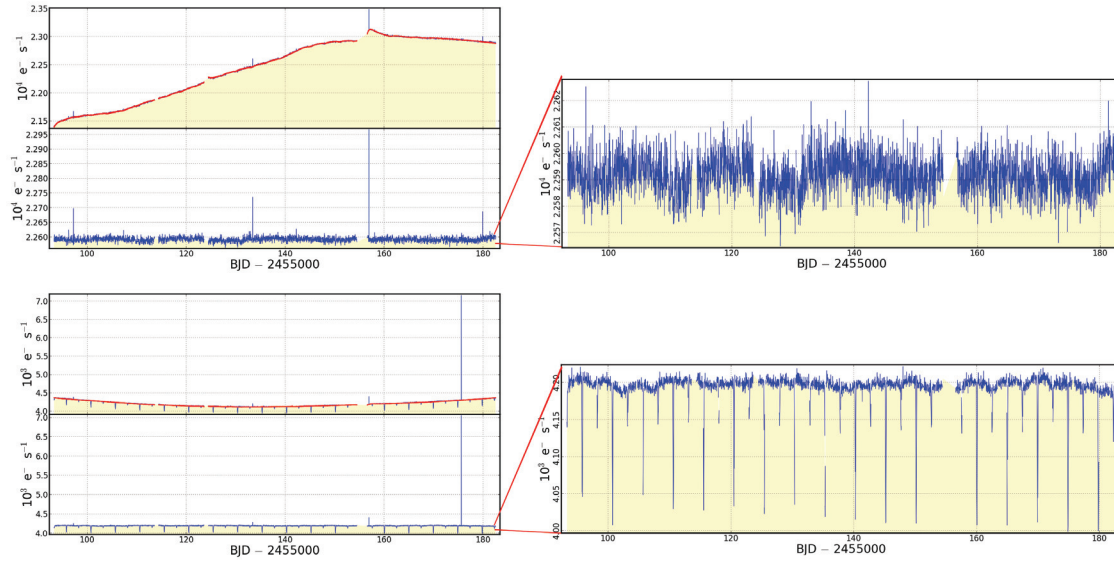 2.35
2.30
2.25
2.20
2.15
10⁴ e⁻ s⁻¹
2.295
2.290
2.285
2.280
2.275
2.270
2.265
2.260
10⁴ e⁻ s⁻¹
100 120 140 160 180
BJD − 2455000
2.262
2.261
2.260
2.259
2.258
2.257
10⁴ e⁻ s⁻¹
100 120 140 160 180
BJD − 2455000
7.0
6.5
6.0
5.5
5.0
4.5
4.0
10³ e⁻ s⁻¹
7.0
6.5
6.0
5.5
5.0
4.5
4.0
10³ e⁻ s⁻¹
100 120 140 160 180
BJD − 2455000
4.20
4.15
4.10
4.05
4.00
10³ e⁻ s⁻¹
100 120 140 160 180
BJD − 2455000